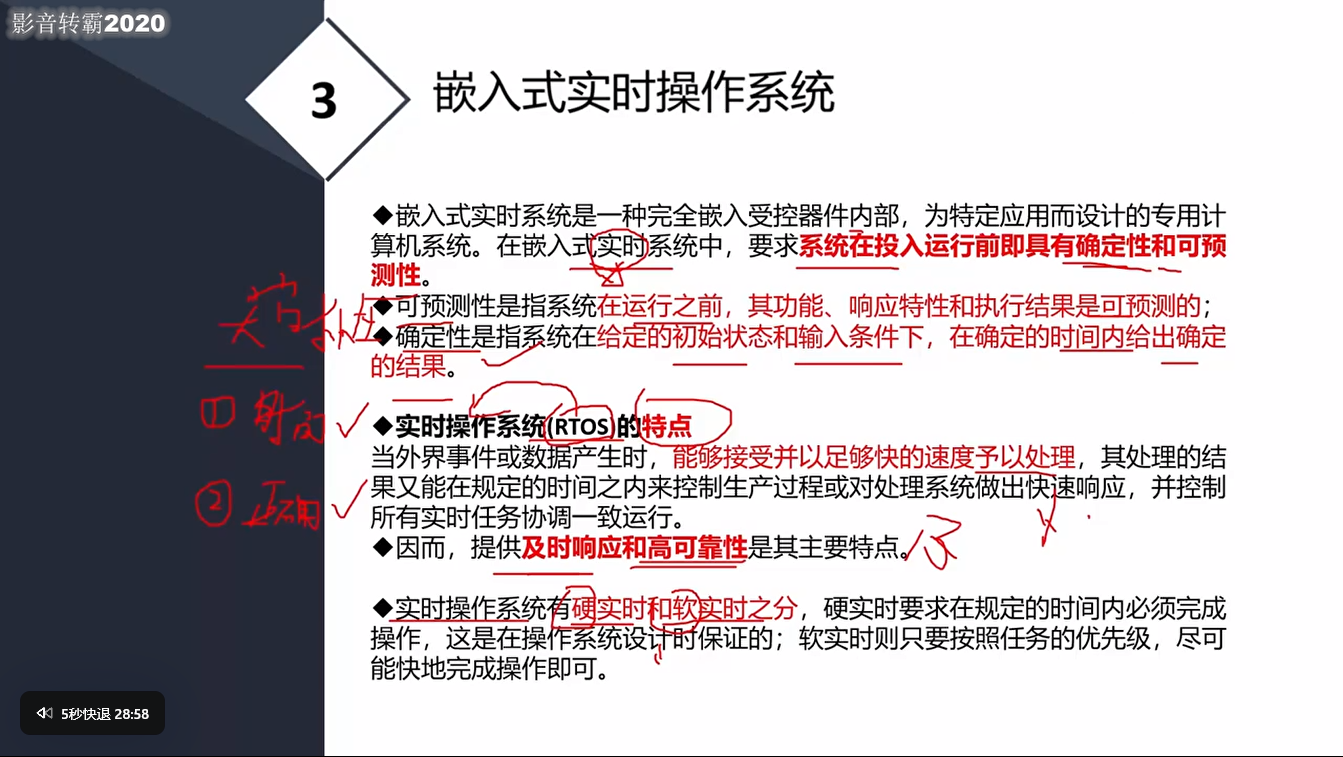 影音转霸2020
3
嵌入式实时操作系统
◆嵌入式实时系统是一种完全嵌入受控器件内部，为特定应用而设计的专用计
算机系统。在嵌入式实时系统中，要求系统在投入运行前即具有确定性和可预
测性。
◆可预测性是指系统在运行之前，其功能、响应特性和执行结果是可预测的；
◆确定性是指系统在给定的初始状态和输入条件下，在确定的时间内给出确定
的结果。
① 时间
◆实时操作系统(RTOS)的特点
当外界事件或数据产生时，能够接受并以足够快的速度予以处理，其处理的结
果又能在规定的时间之内来控制生产过程或对处理系统做出快速响应，并控制
所有实时任务协调一致运行。
② 正确
◆因而，提供及时响应和高可靠性是其主要特点。
◆实时操作系统有硬实时和软实时之分，硬实时要求在规定的时间内必须完成
操作，这是在操作系统设计时保证的；软实时则只要按照任务的优先级，尽可
能快地完成操作即可。
5秒快退 28:58